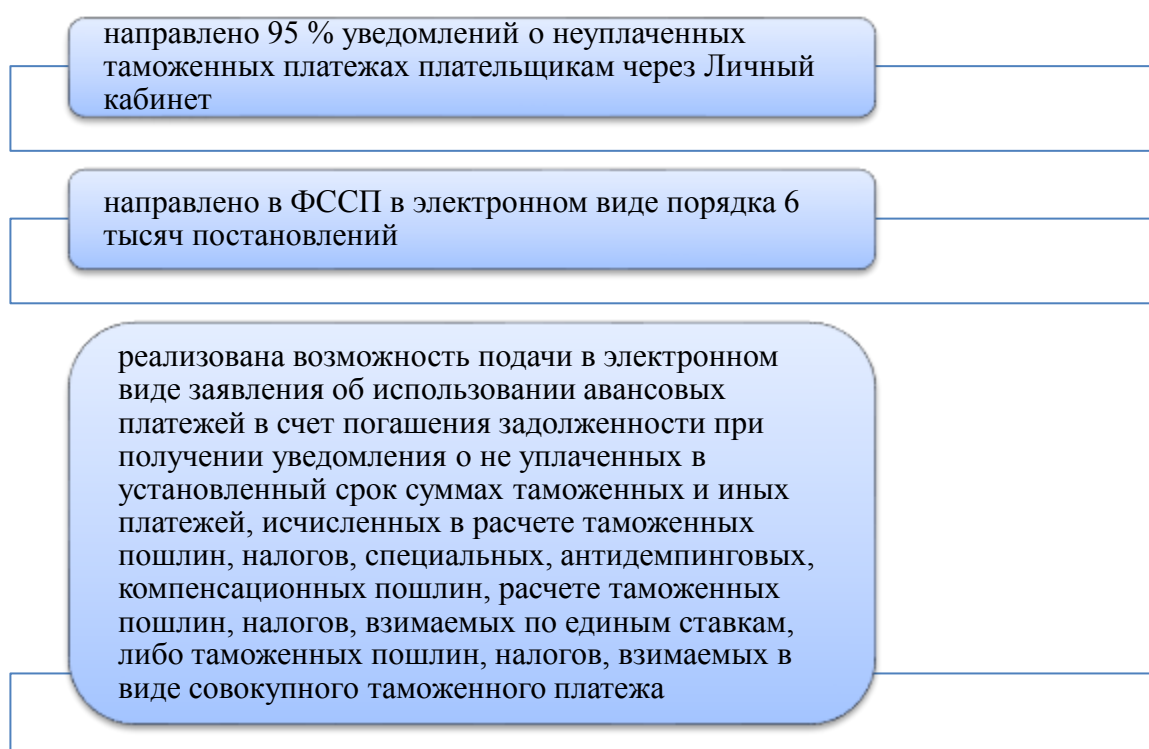 направлено 95 % уведомлений о неуплаченных
таможенных платежах плательщикам через Личный
кабинет
направлено в ФССП в электронном виде порядка 6
тысяч постановлений
реализована возможность подачи в электронном
виде заявления об использовании авансовых
платежей в счет погашения задолженности при
получении уведомления о не уплаченных в
установленный срок суммах таможенных и иных
платежей, исчисленных в расчете таможенных
пошлин, налогов, специальных, антидемпинговых,
компенсационных пошлин, расчете таможенных
пошлин, налогов, взимаемых по единым ставкам,
либо таможенных пошлин, налогов, взимаемых в
виде совокупного таможенного платежа